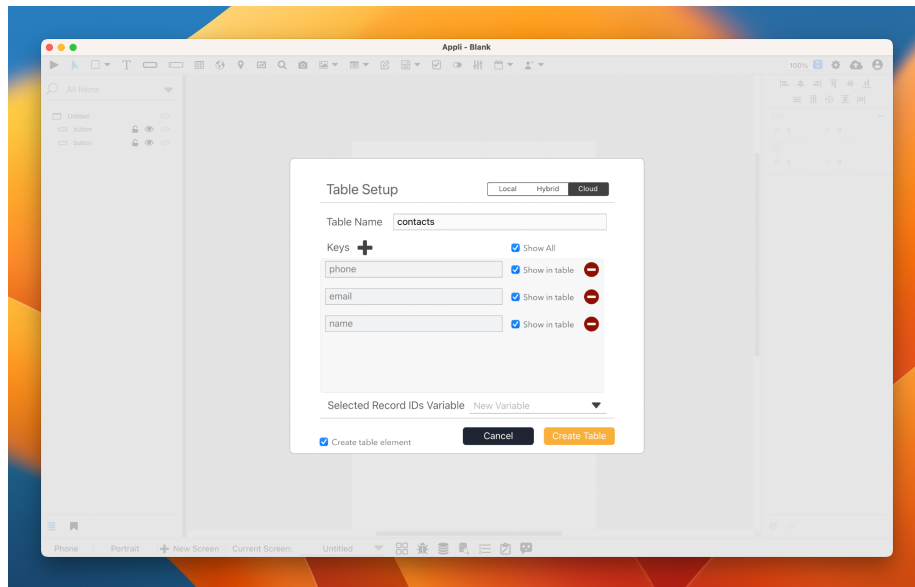 Appli - Blank
T 100%
All Items
Untitled
button
button
Table Setup Local Hybrid Cloud
Table Name contacts
Keys Show All
phone Show in table
email Show in table
name Show in table
Selected Record IDs Variable New Variable
Create table element Cancel Create Table
Phone Portrait New Screen Current Screen: Untitled